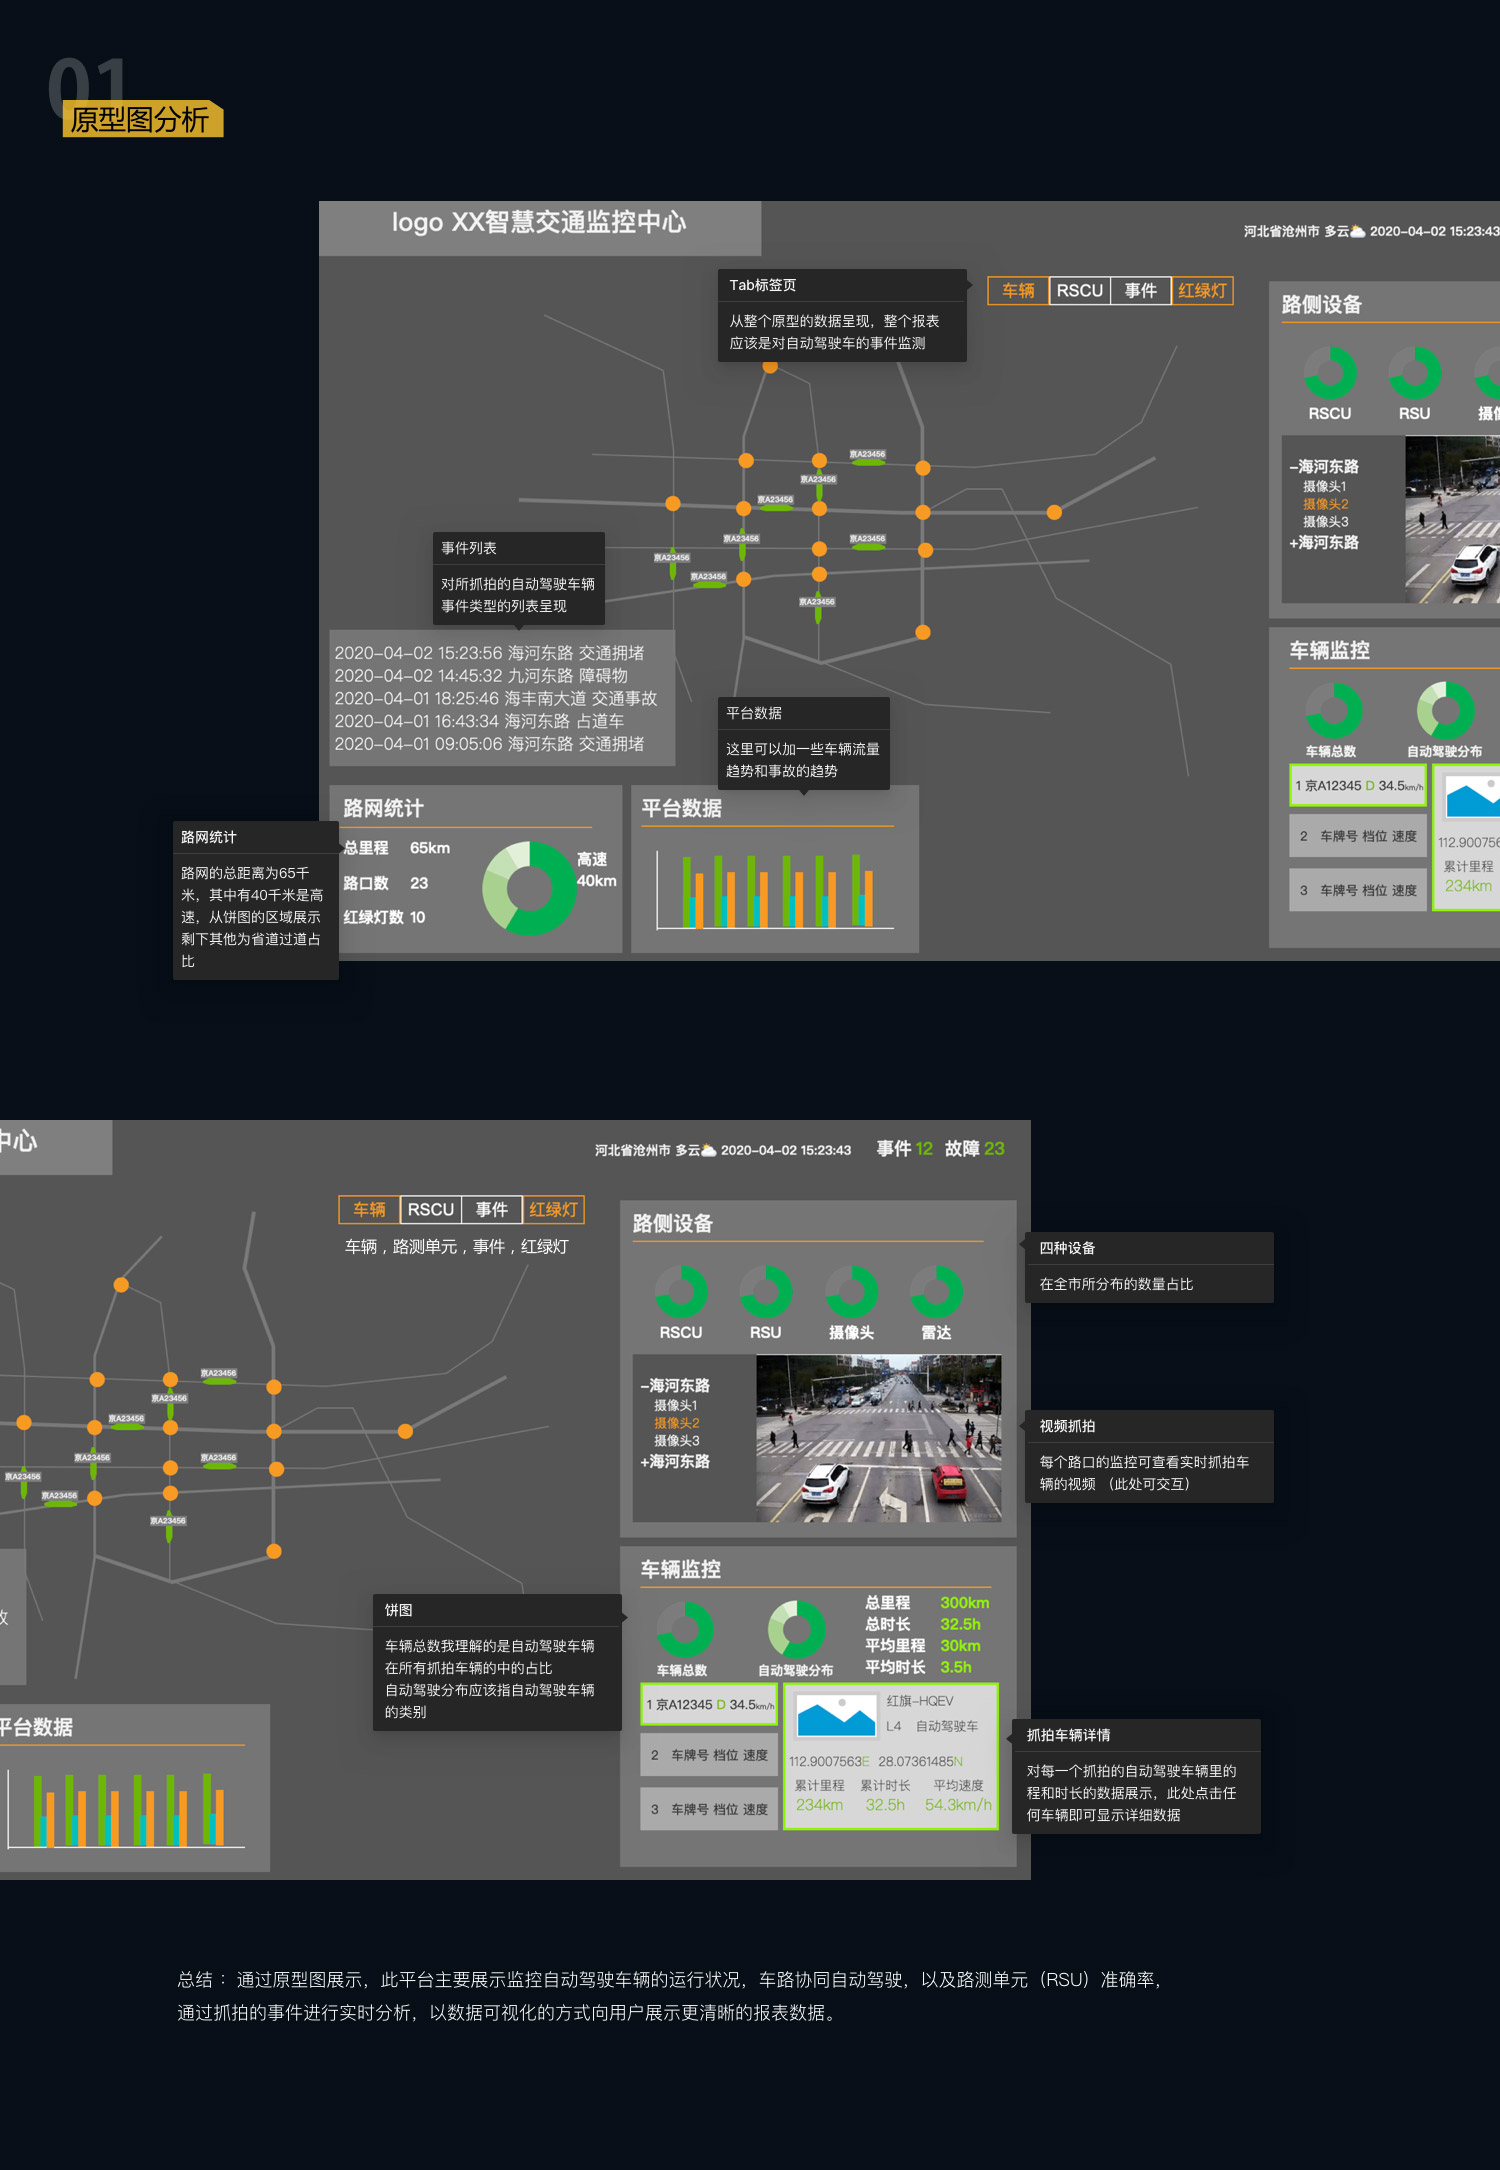 01
原型图分析
logo XX智慧交通监控中心
河北省沧州市 多云 2020-04-02 15:23:43
Tab标签页
从整个原型的数据呈现，整个报表
应该是对自动驾驶车的事件监测
车辆 RSCU 事件 红绿灯
路侧设备
RSCU RSU
-海河东路
摄像头1
摄像头2
摄像头3
+海河东路
京A23456
京A23456
京A23456
京A23456
京A23456
京A23456
京A23456
京A23456
事件列表
对所抓拍的自动驾驶车辆
事件类型的列表呈现
2020-04-02 15:23:56 海河东路 交通拥堵
2020-04-02 14:45:32 九河东路 障碍物
2020-04-01 18:25:46 海丰南大道 交通事故
2020-04-01 16:43:34 海河东路 占道车
2020-04-01 09:05:06 海河东路 交通拥堵
平台数据
这里可以加一些车辆流量
趋势和事故的趋势
车辆监控
车辆总数 自动驾驶分布
1 京A12345 D 34.5km/h
2 车牌号 档位 速度
3 车牌号 档位 速度
112.900756
累计里程
234km
路网统计
路网的总距离为65千
米，其中有40千米是高
速，从饼图的区域展示
剩下其他为省道过道占
比
路网统计
总里程 65km
路口数 23
红绿灯数 10
高速
40km
平台数据
中心
河北省沧州市 多云 2020-04-02 15:23:43 事件 12 故障 23
车辆 RSCU 事件 红绿灯
车辆，路测单元，事件，红绿灯
路侧设备
RSCU RSU 摄像头 雷达
四种设备
在全市所分布的数量占比
-海河东路
摄像头1
摄像头2
摄像头3
+海河东路
视频抓拍
每个路口的监控可查看实时抓拍车
辆的视频 （此处可交互）
京A23456
京A23456
京A23456
京A23456
京A23456
京A23456
京A23456
京A23456
饼图
车辆总数我理解的是自动驾驶车辆
在所有抓拍车辆的中的占比
自动驾驶分布应该指自动驾驶车辆
的类别
车辆监控
车辆总数 自动驾驶分布
总里程 300km
总时长 32.5h
平均里程 30km
平均时长 3.5h
1 京A12345 D 34.5km/h
2 车牌号 档位 速度
3 车牌号 档位 速度
红旗-HQEV
L4 自动驾驶车
112.9007563E 28.07361485N
累计里程 累计时长 平均速度
234km 32.5h 54.3km/h
抓拍车辆详情
对每一个抓拍的自动驾驶车辆里的
程和时长的数据展示，此处点击任
何车辆即可显示详细数据
平台数据
总结 ： 通过原型图展示，此平台主要展示监控自动驾驶车辆的运行状况，车路协同自动驾驶，以及路测单元（RSU）准确率，
通过抓拍的事件进行实时分析，以数据可视化的方式向用户展示更清晰的报表数据。